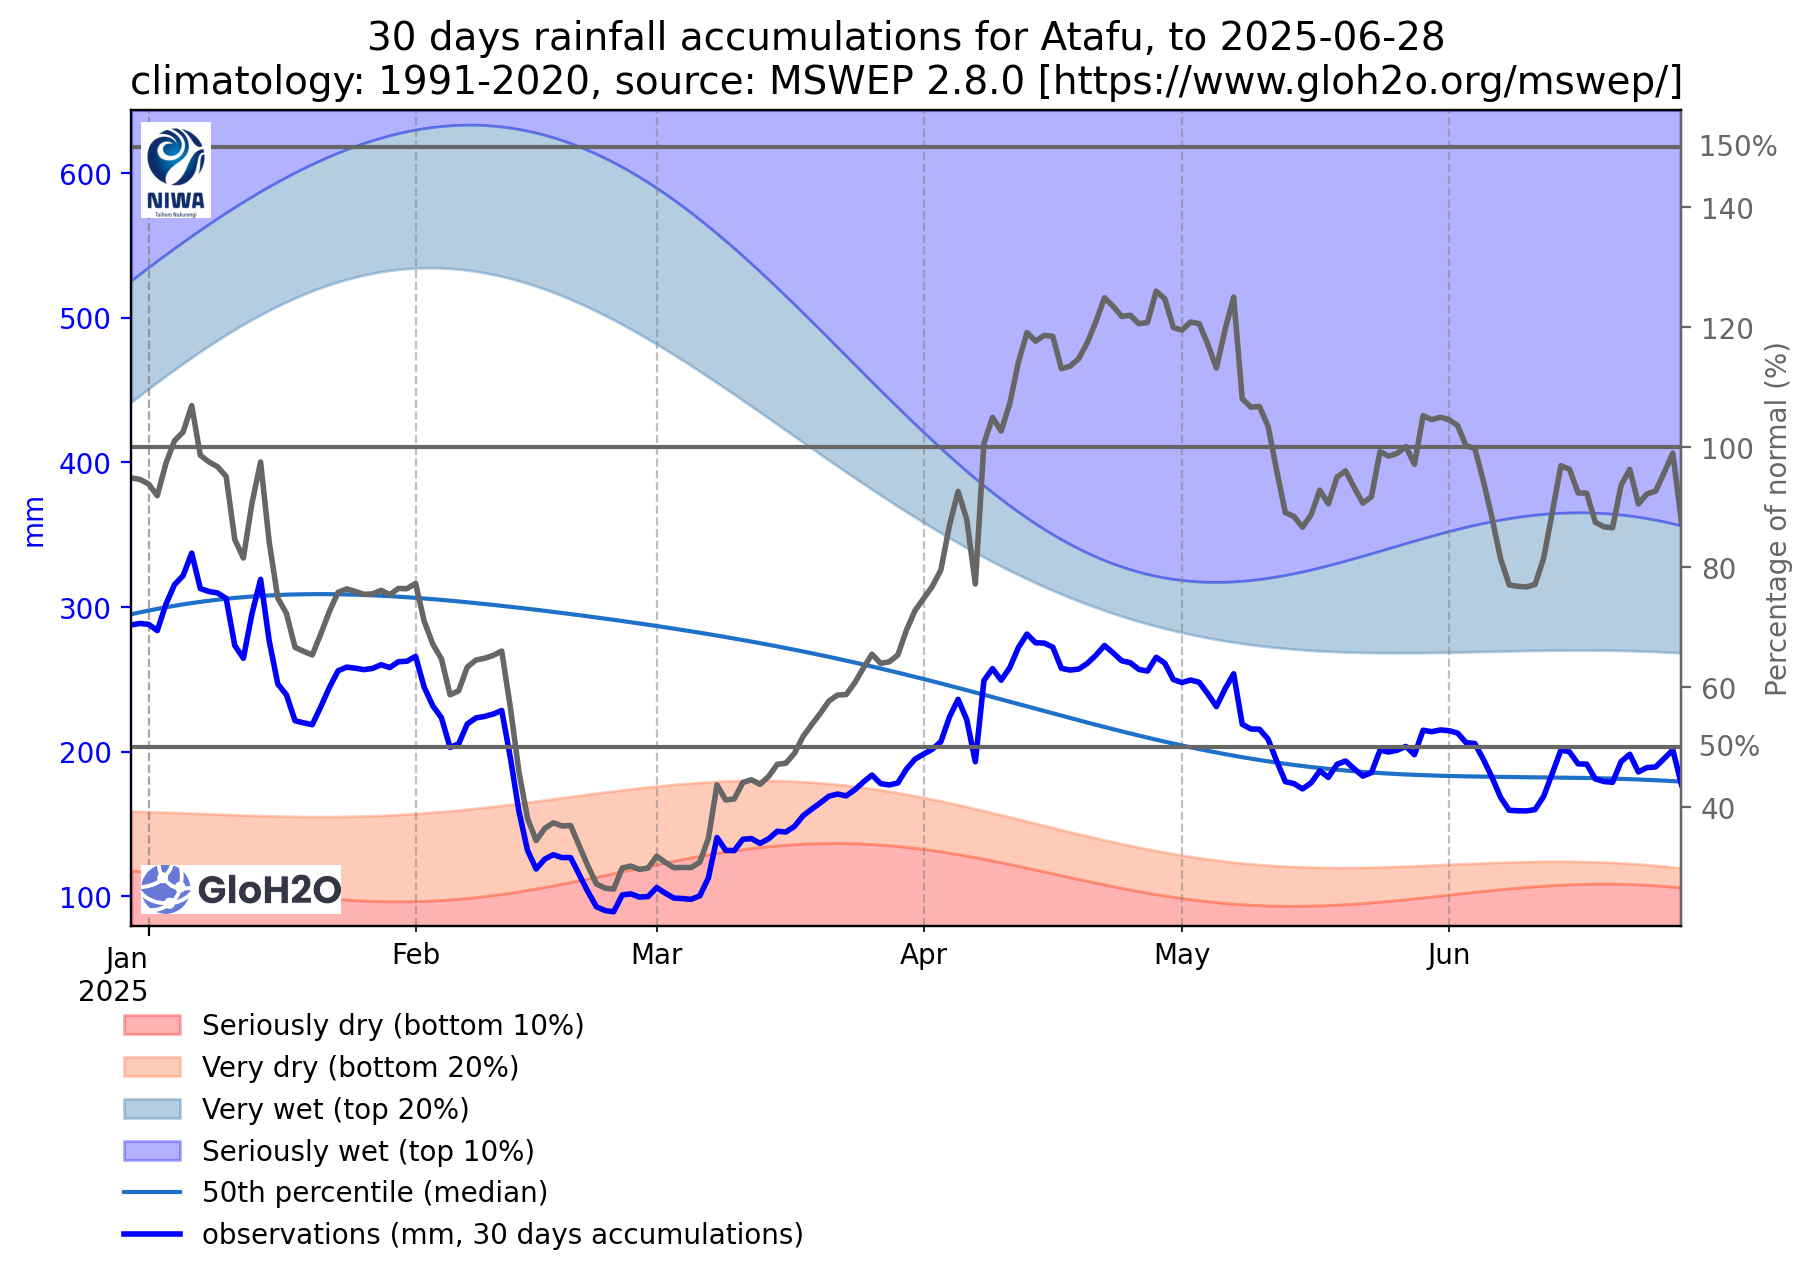 30 days rainfall accumulations for Atafu, to 2025-06-28
climatology: 1991-2020, source: MSWEP 2.8.0 [https://www.gloh2o.org/mswep/]
NIWA
Taihoro Nukurangi
600
500
400
300
200
100
mm
150%
140
120
100
80
60
50%
40
Percentage of normal (%)
GloH2O
Jan
2025
Feb
Mar
Apr
May
Jun
Seriously dry (bottom 10%)
Very dry (bottom 20%)
Very wet (top 20%)
Seriously wet (top 10%)
50th percentile (median)
observations (mm, 30 days accumulations)